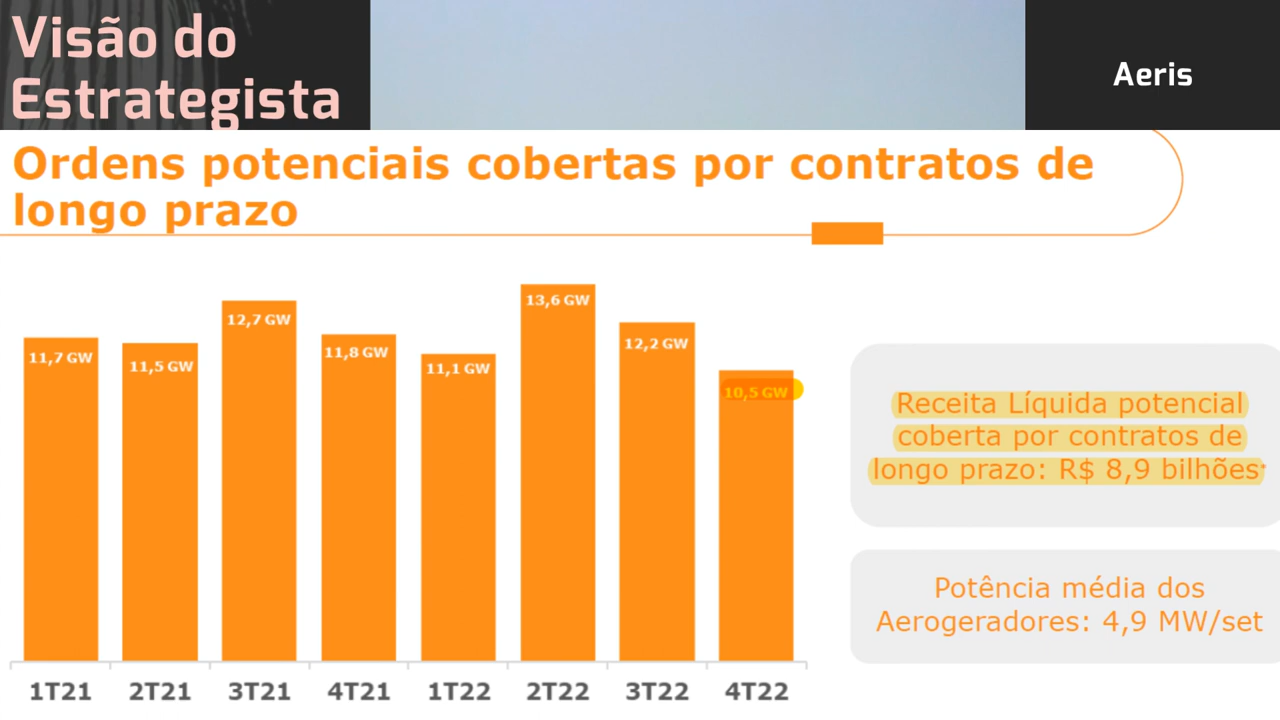 Visão do
Estrategista
Aeris
Ordens potenciais cobertas por contratos de
longo prazo
11,7 GW
11,5 GW
12,7 GW
11,8 GW
11,1 GW
13,6 GW
12,2 GW
10,5 GW
Receita Líquida potencial
coberta por contratos de
longo prazo: R$ 8,9 bilhões*
Potência média dos
Aerogeradores: 4,9 MW/set
1T21 2T21 3T21 4T21 1T22 2T22 3T22 4T22